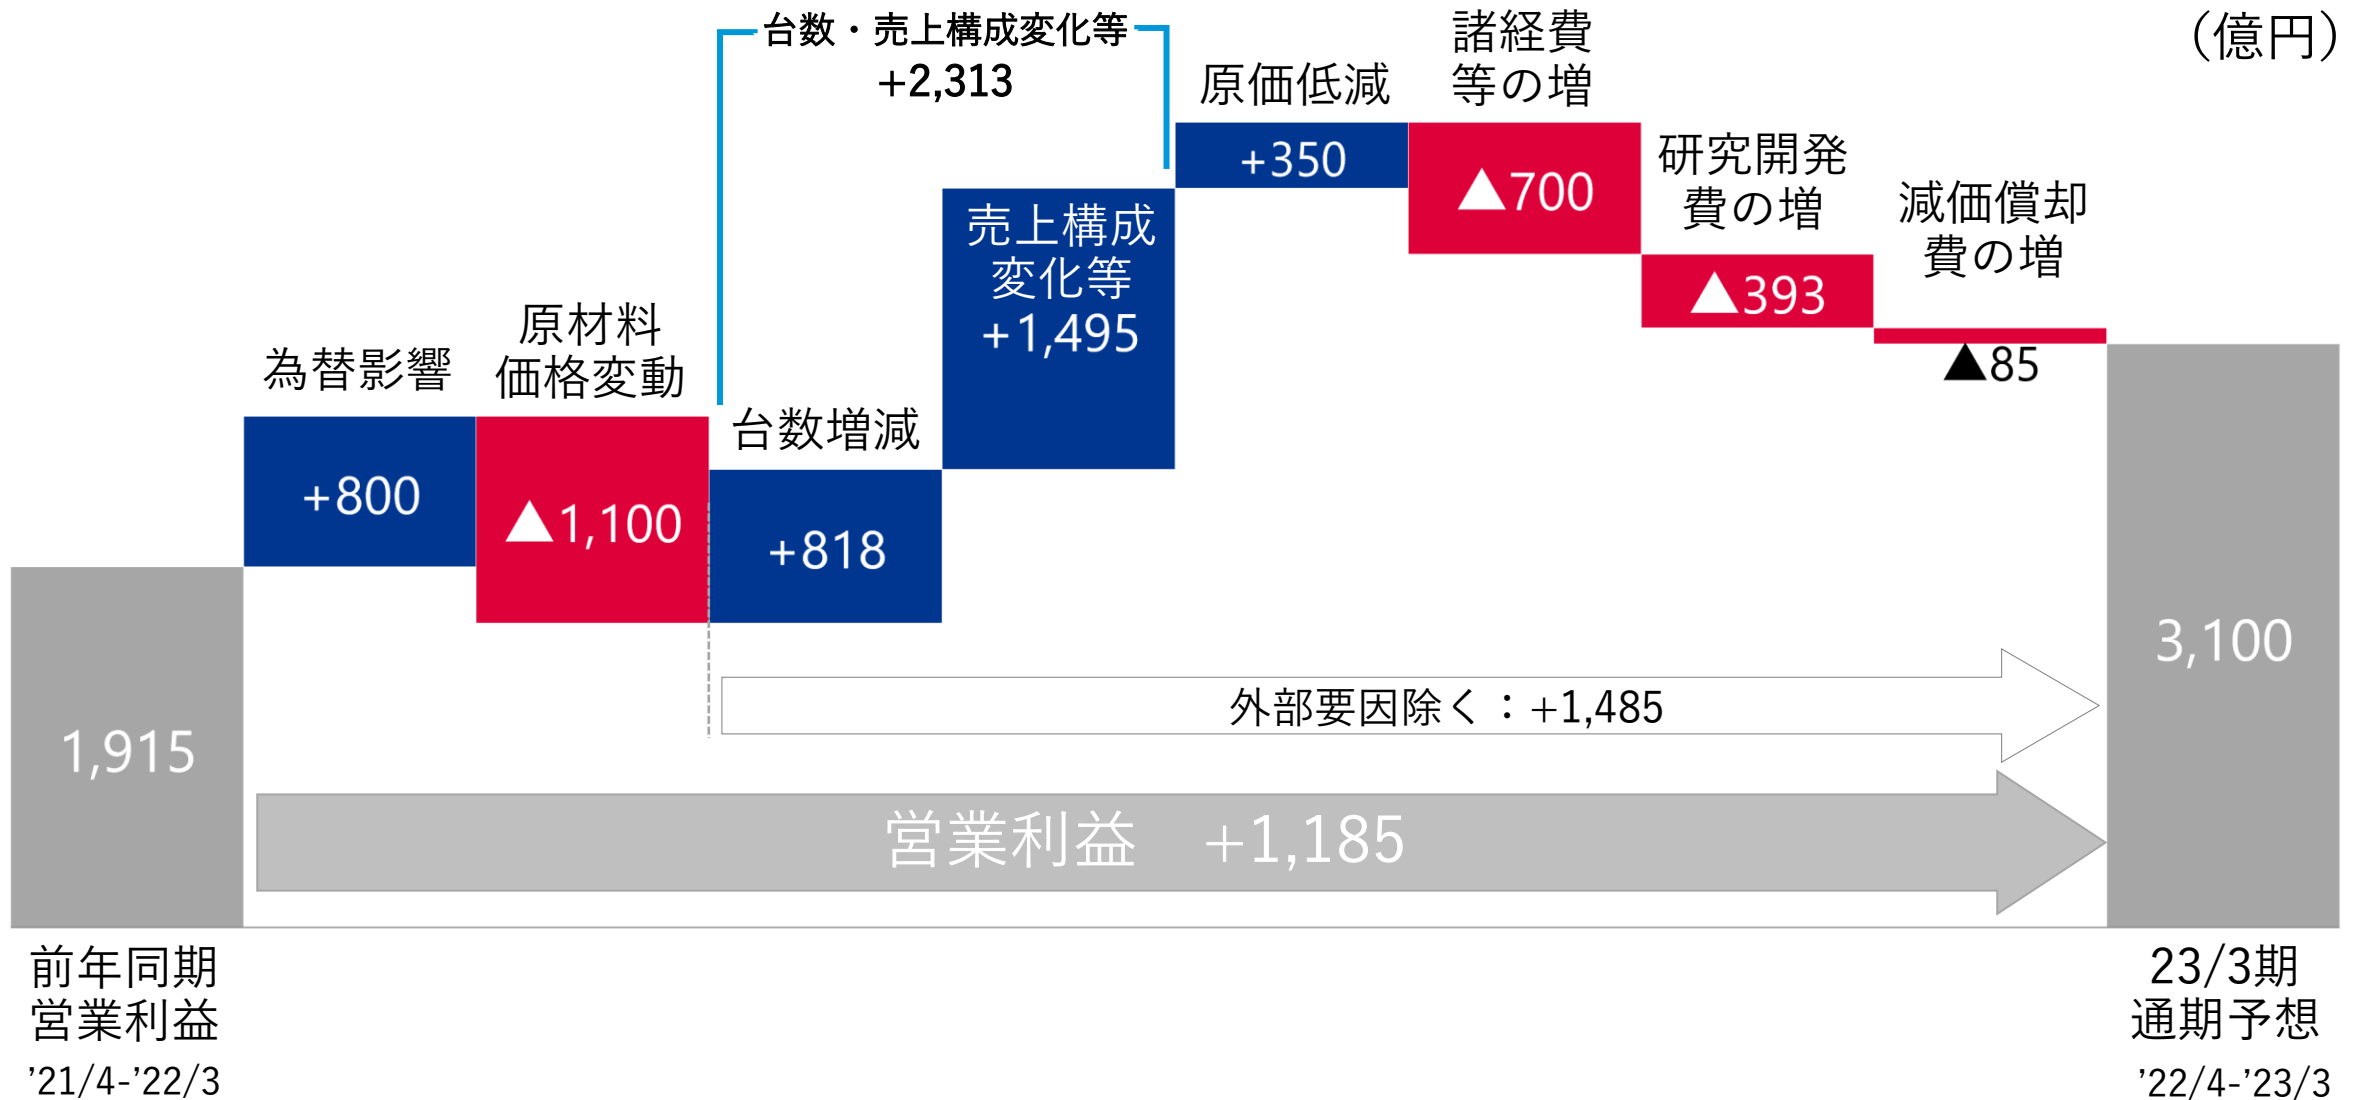 (億円)
台数・売上構成変化等
+2,313
為替影響
+800
原材料
価格変動
▲1,100
台数増減
+818
売上構成
変化等
+1,495
原価低減
+350
諸経費
等の増
▲700
研究開発
費の増
▲393
減価償却
費の増
▲85
1,915
3,100
外部要因除く：+1,485
営業利益　+1,185
前年同期
営業利益
’21/4-’22/3
23/3期
通期予想
’22/4-’23/3